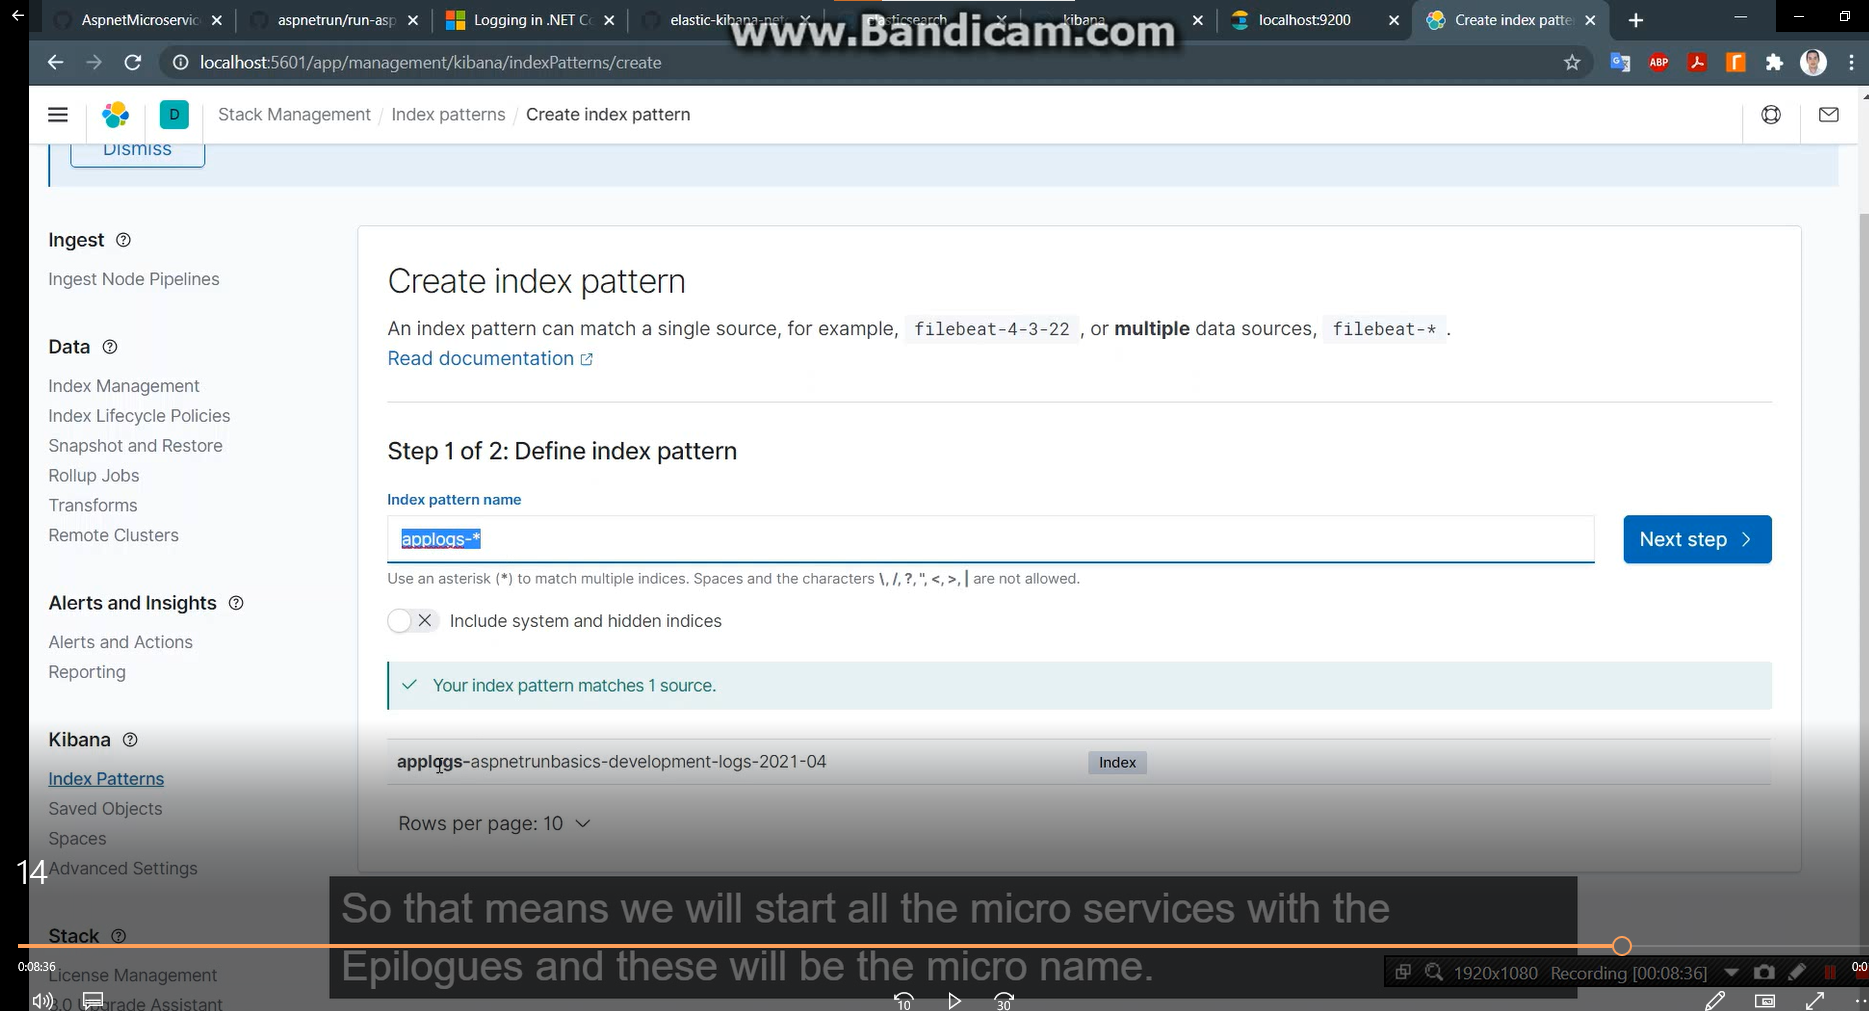 AspnetMicroservic
aspnetrun/run-asp
Logging in .NET Co
elastic-kibana-net
elasticsearch
kibana
localhost:9200
Create index patte
www.Bandicam.com
localhost:5601/app/management/kibana/indexPatterns/create
ABP
D
Stack Management / Index patterns / Create index pattern
Dismiss
Ingest
Ingest Node Pipelines
Data
Index Management
Index Lifecycle Policies
Snapshot and Restore
Rollup Jobs
Transforms
Remote Clusters
Alerts and Insights
Alerts and Actions
Reporting
Kibana
Index Patterns
Saved Objects
Spaces
Advanced Settings
Stack
License Management
8.0 Upgrade Assistant
Create index pattern
An index pattern can match a single source, for example, filebeat-4-3-22 , or multiple data sources, filebeat-* .
Read documentation
Step 1 of 2: Define index pattern
Index pattern name
applogs-*
Next step
Use an asterisk (*) to match multiple indices. Spaces and the characters \, /, ?, ", <, >, | are not allowed.
Include system and hidden indices
Your index pattern matches 1 source.
applogs-aspnetrunbasics-development-logs-2021-04
Index
Rows per page: 10
14
So that means we will start all the micro services with the
Epilogues and these will be the micro name.
0:08:36
1920x1080 Recording [00:08:36]
0:0
10
30